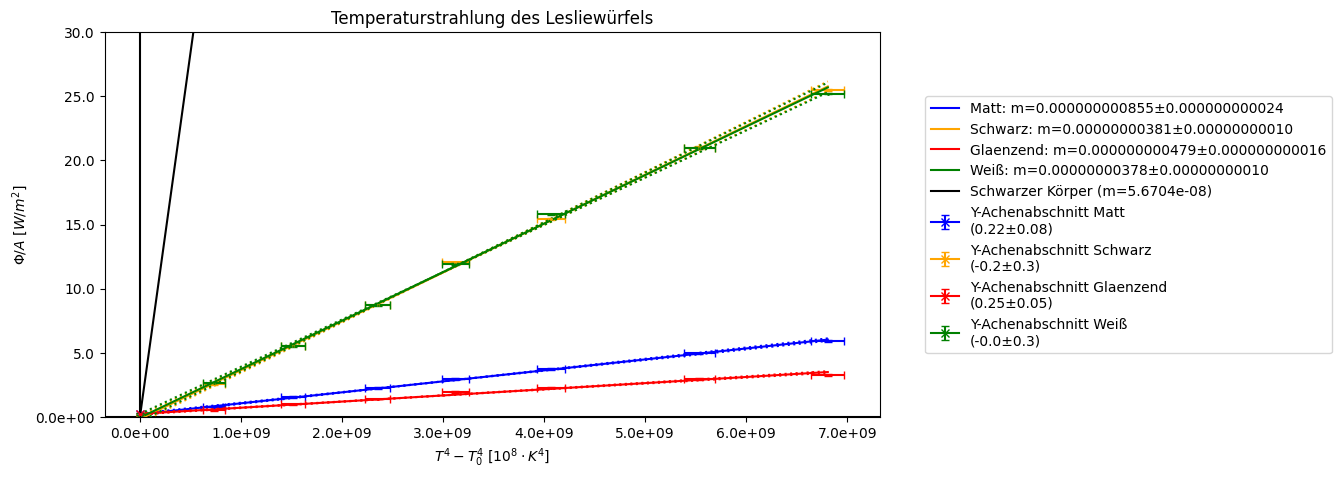 Temperaturstrahlung des Lesliewürfels
30.0
25.0
20.0
15.0
10.0
5.0
0.0e+00
Φ/A [W/m²]
0.0e+00 1.0e+09 2.0e+09 3.0e+09 4.0e+09 5.0e+09 6.0e+09 7.0e+09
T⁴ − T₀⁴ [10⁸ · K⁴]
Matt: m=0.000000000855±0.000000000024
Schwarz: m=0.00000000381±0.00000000010
Glaenzend: m=0.000000000479±0.000000000016
Weiß: m=0.00000000378±0.00000000010
Schwarzer Körper (m=5.6704e-08)
Y-Achenabschnitt Matt
(0.22±0.08)
Y-Achenabschnitt Schwarz
(-0.2±0.3)
Y-Achenabschnitt Glaenzend
(0.25±0.05)
Y-Achenabschnitt Weiß
(-0.0±0.3)